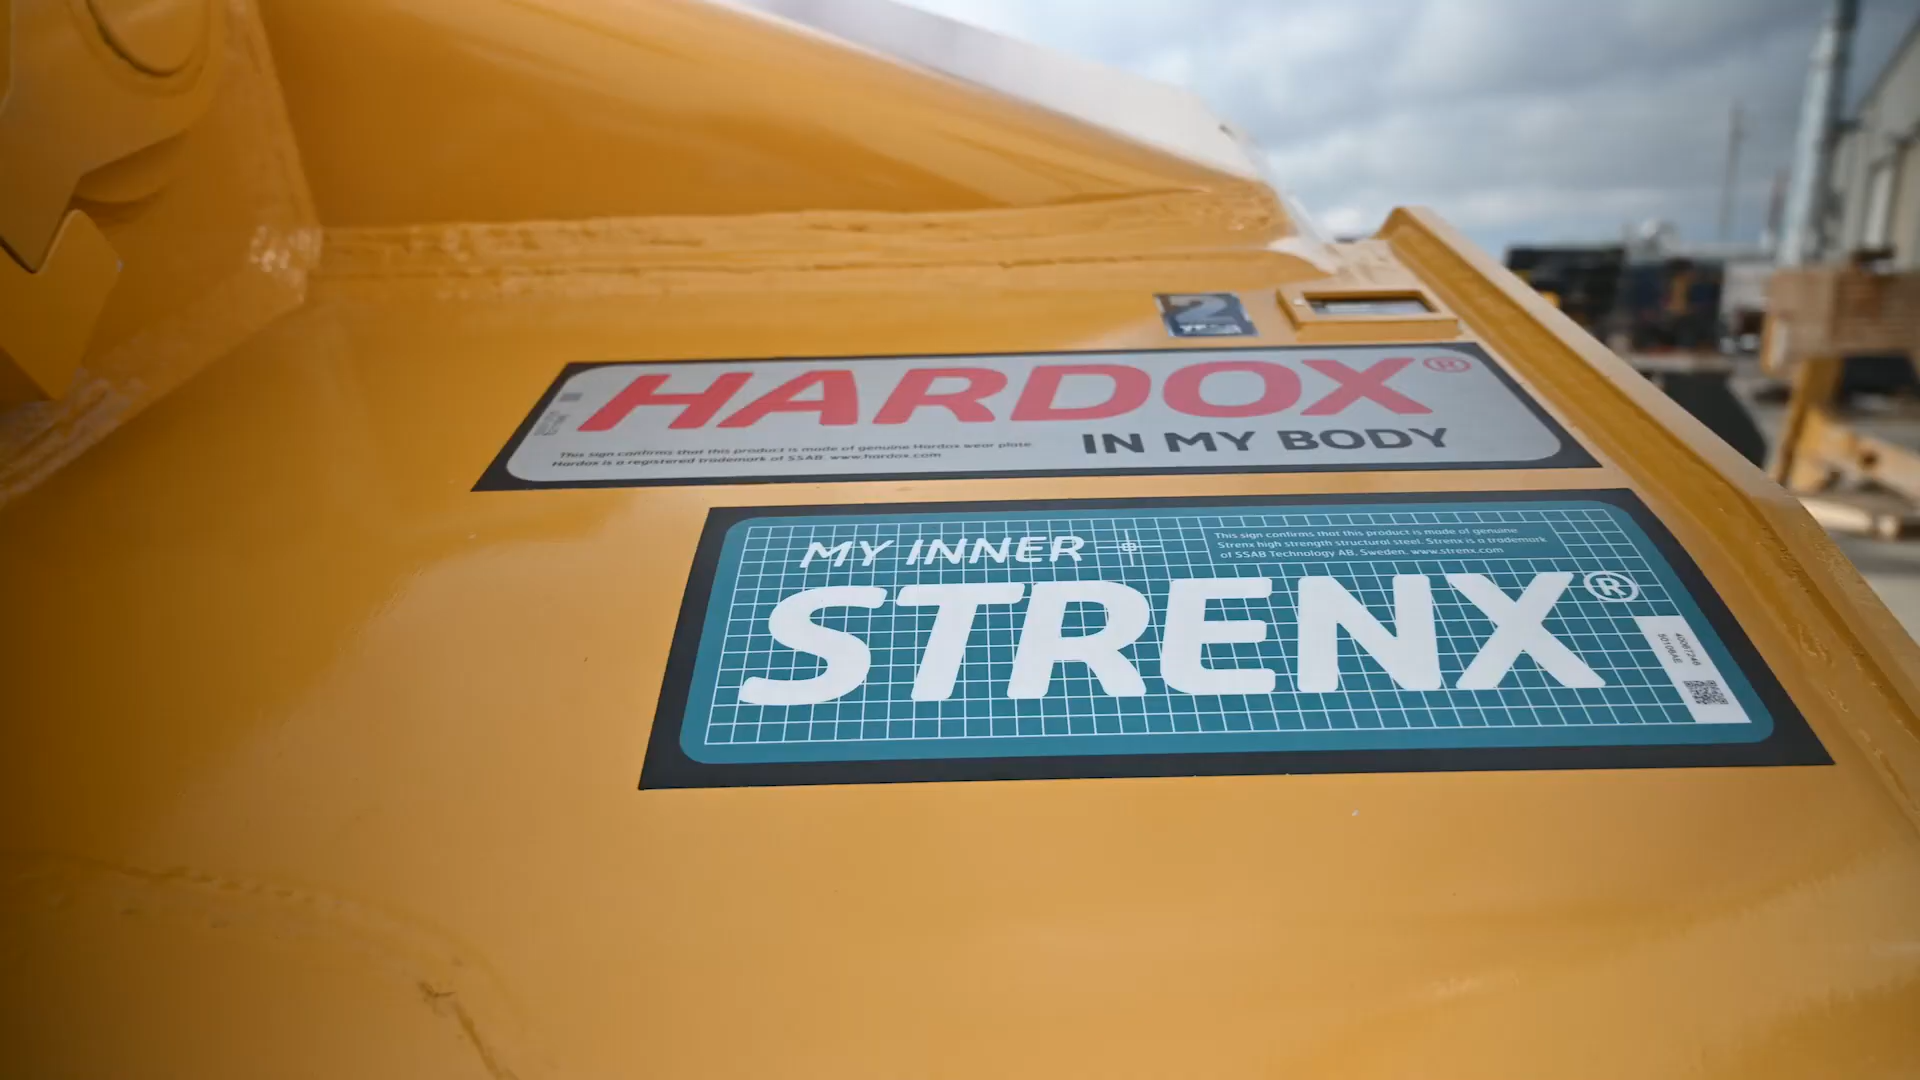 2
HARDOX®
IN MY BODY
This sign confirms that this product is made of genuine Hardox wear plate.
Hardox is a registered trademark of SSAB. www.hardox.com
MY INNER
STRENX®
This sign confirms that this product is made of genuine
Strenx high strength structural steel. Strenx is a trademark
of SSAB Technology AB, Sweden. www.strenx.com